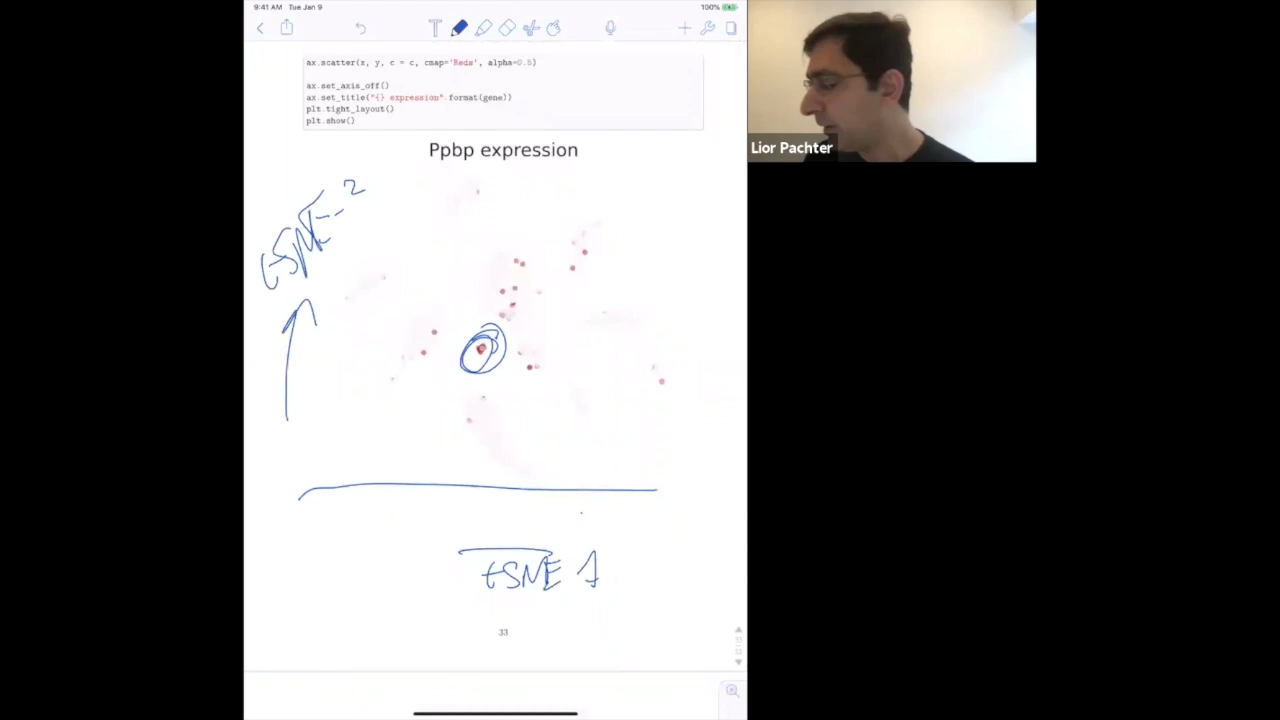 9:41 AM Tue Jan 9
100%
ax.scatter(x, y, c = c, cmap='Reds', alpha=0.5)
ax.set_axis_off()
ax.set_title("{} expression".format(gene))
plt.tight_layout()
plt.show()
Ppbp expression
tSNE-2
tSNE 1
33
Lior Pachter